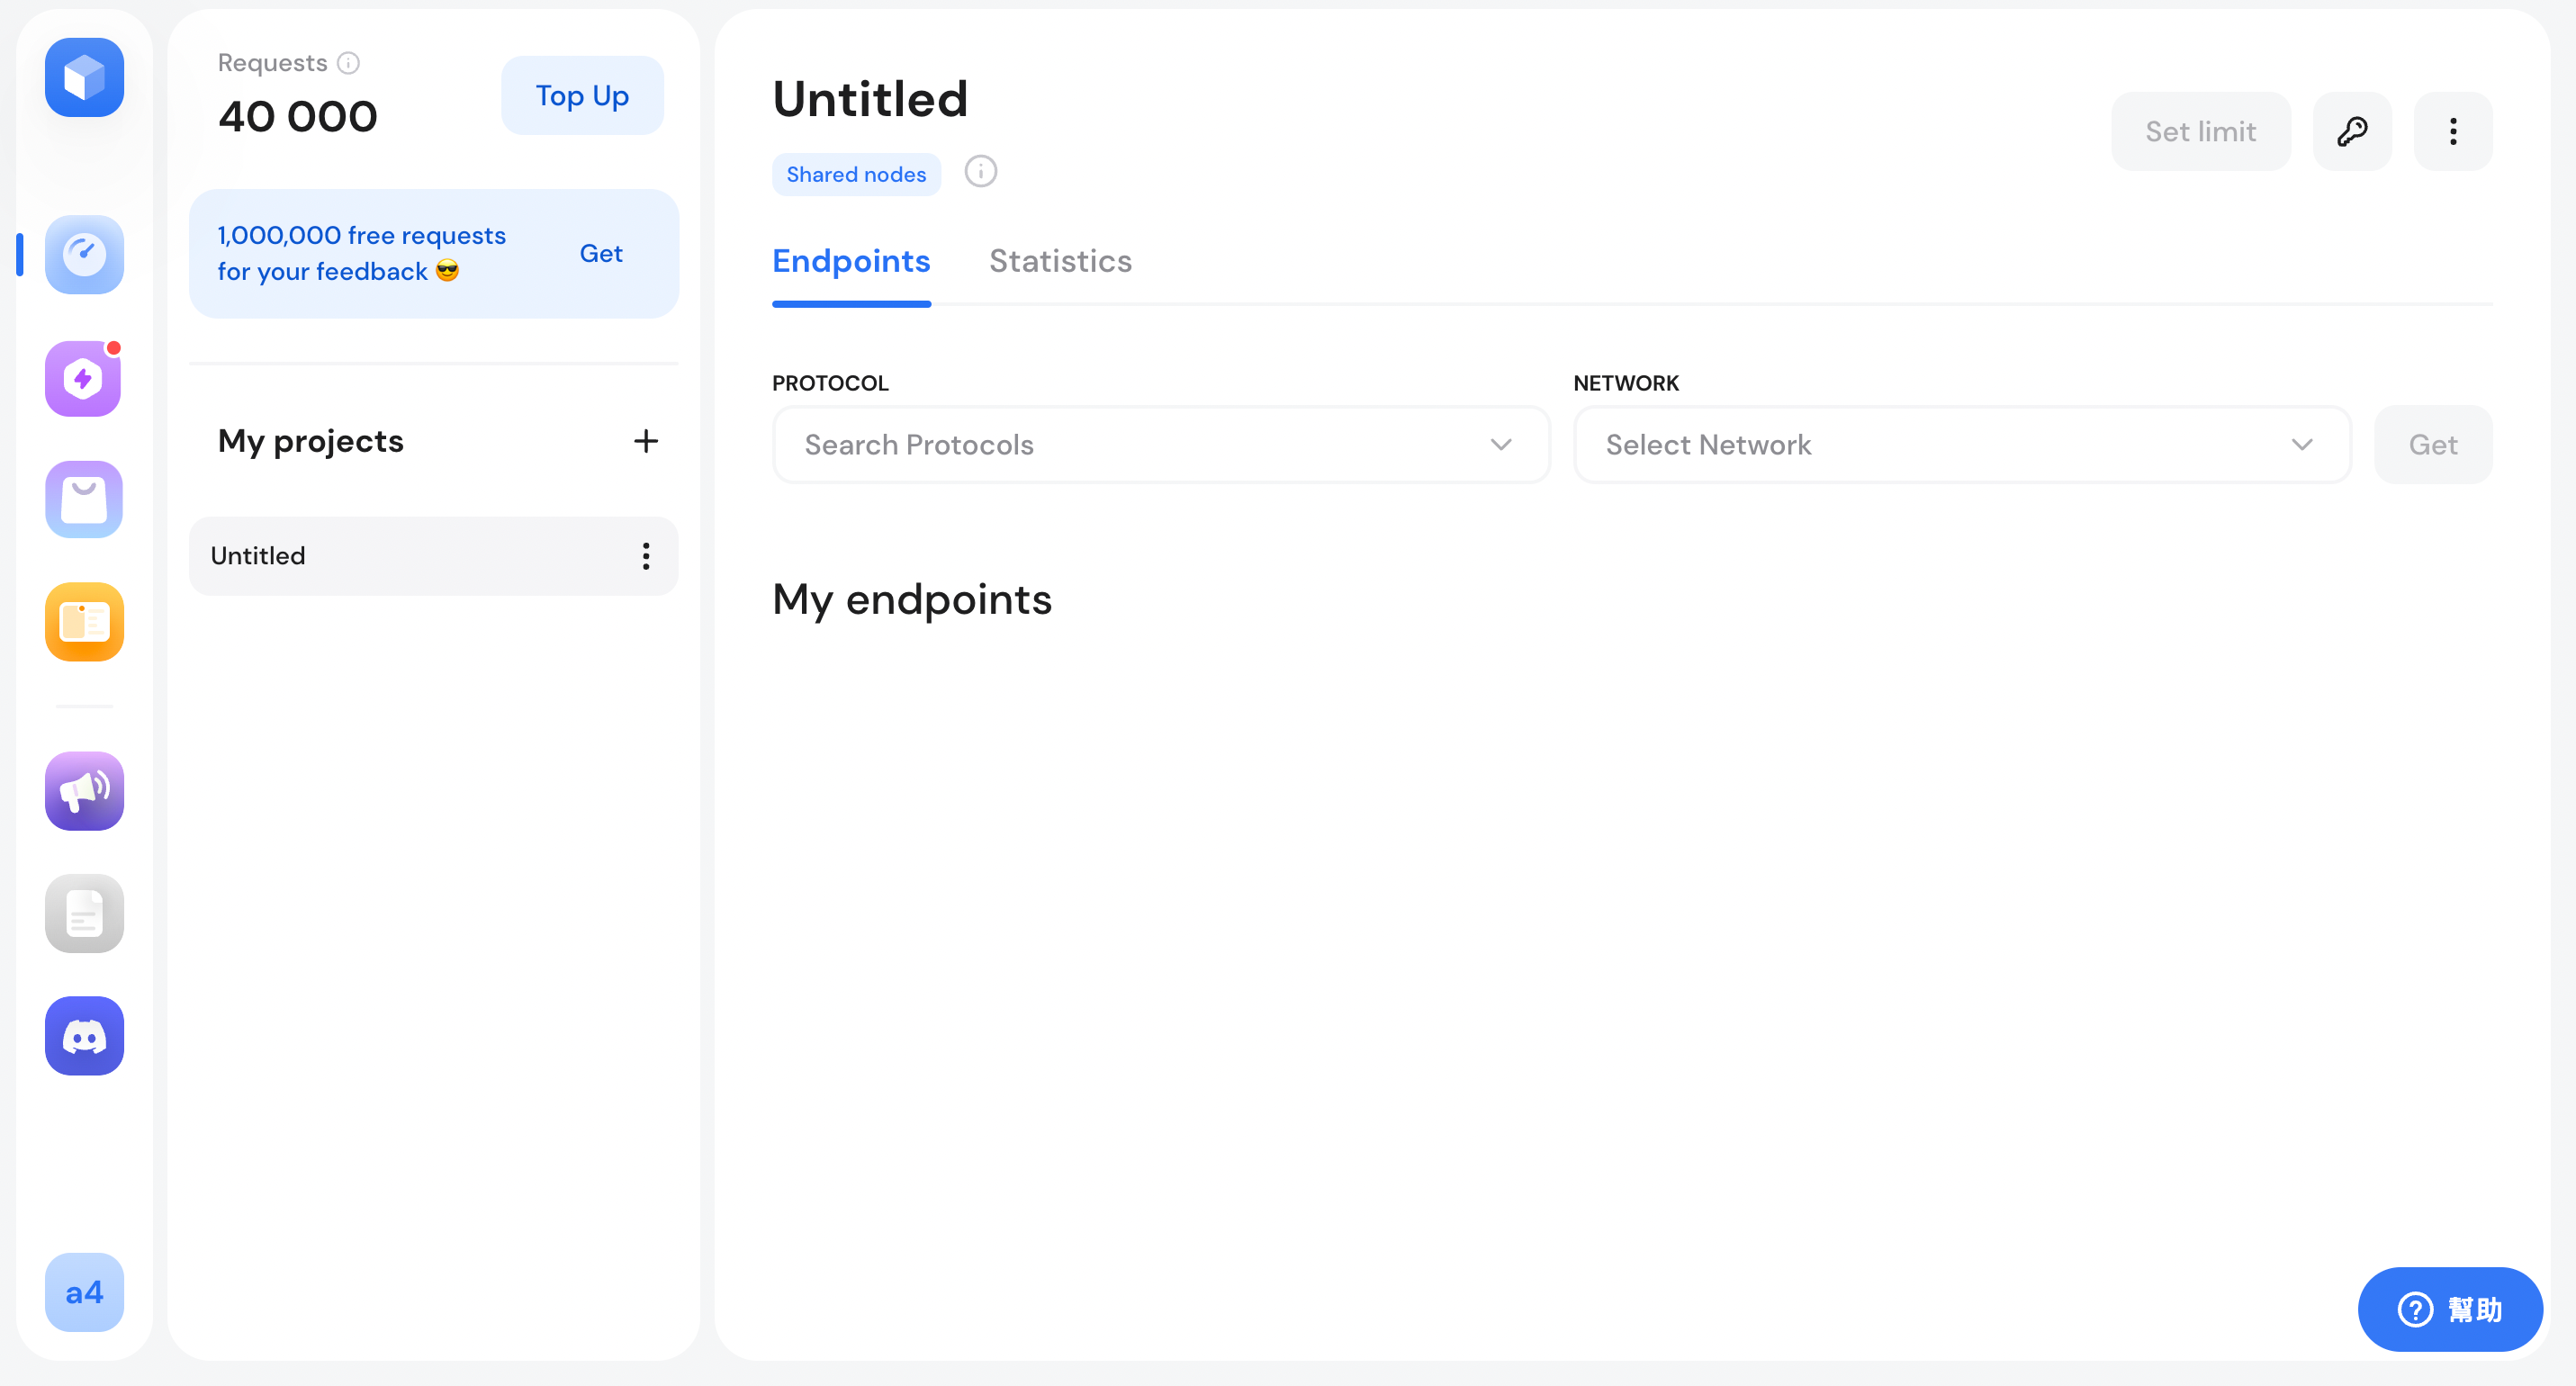 Requests
40 000
Top Up
1,000,000 free requests
for your feedback 😎
Get
My projects
Untitled
a4
Untitled
Shared nodes
Set limit
Endpoints
Statistics
PROTOCOL
Search Protocols
NETWORK
Select Network
Get
My endpoints
幫助